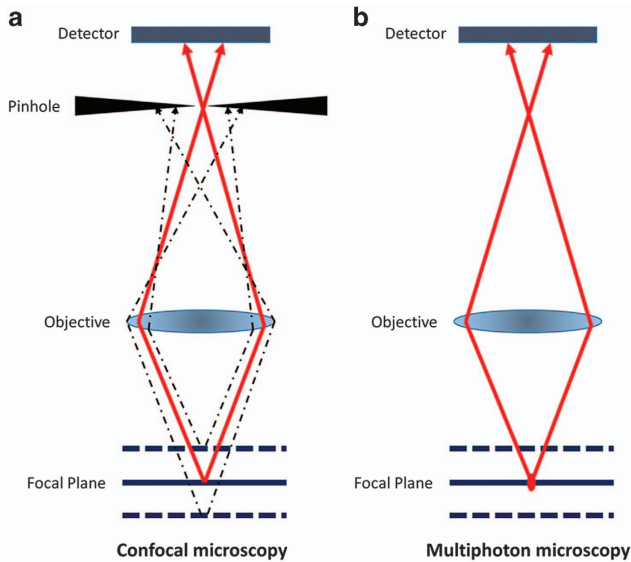 a
Detector
Pinhole
Objective
Focal Plane
Confocal microscopy
b
Detector
Objective
Focal Plane
Multiphoton microscopy